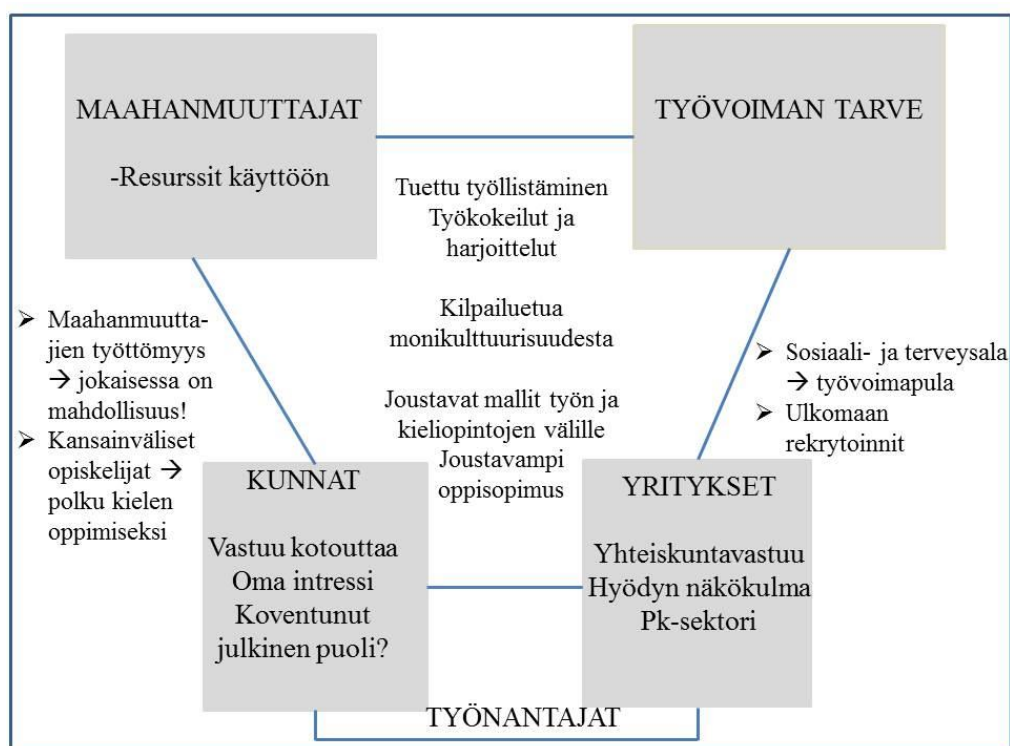 MAAHANMUUTTAJAT
-Resurssit käyttöön
TYÖVOIMAN TARVE
Tuettu työllistäminen
Työkokeilut ja
harjoittelut
Kilpailuetua
monikulttuurisuudesta
Joustavat mallit työn ja
kieliopintojen välille
Joustavampi
oppisopimus
➢ Maahanmuutta-
jien työttömyys
→ jokaisessa on
mahdollisuus!
➢ Kansainväliset
opiskelijat →
polku kielen
oppimiseksi
➢ Sosiaali- ja terveysala
→ työvoimapula
➢ Ulkomaan
rekrytoinnit
KUNNAT
Vastuu kotouttaa
Oma intressi
Koventunut
julkinen puoli?
YRITYKSET
Yhteiskuntavastuu
Hyödyn näkökulma
Pk-sektori
TYÖNANTAJAT